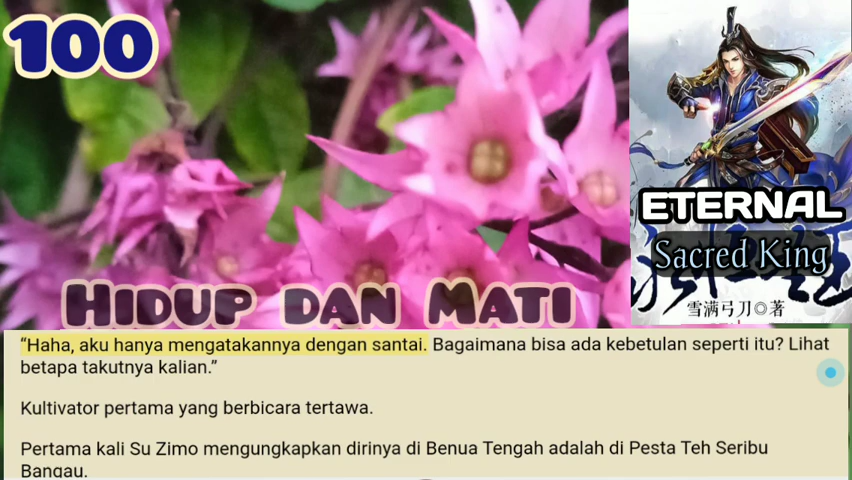 100
ETERNAL
Sacred King
雪满弓刀◎著
HIDUP DAN MATI
“Haha, aku hanya mengatakannya dengan santai. Bagaimana bisa ada kebetulan seperti itu? Lihat
betapa takutnya kalian.”
Kultivator pertama yang berbicara tertawa.
Pertama kali Su Zimo mengungkapkan dirinya di Benua Tengah adalah di Pesta Teh Seribu
Bangau.